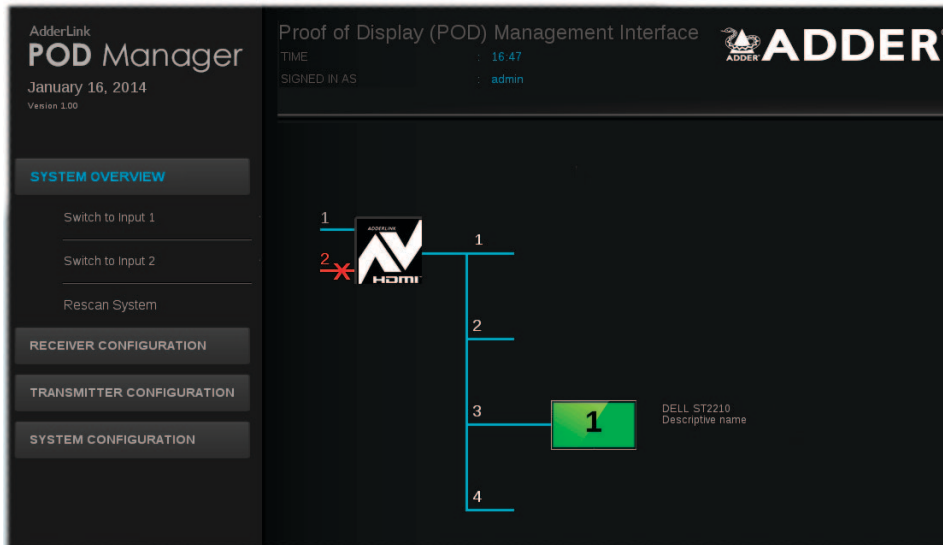 AdderLink
POD Manager
January 16, 2014
Version 1.00
Proof of Display (POD) Management Interface
TIME : 16:47
SIGNED IN AS : admin
ADDER
ADDER
SYSTEM OVERVIEW
Switch to Input 1
Switch to Input 2
Rescan System
RECEIVER CONFIGURATION
TRANSMITTER CONFIGURATION
SYSTEM CONFIGURATION
1
2
ADDERLINK
AV
HDMI
1
2
3
1
DELL ST2210
Descriptive name
4